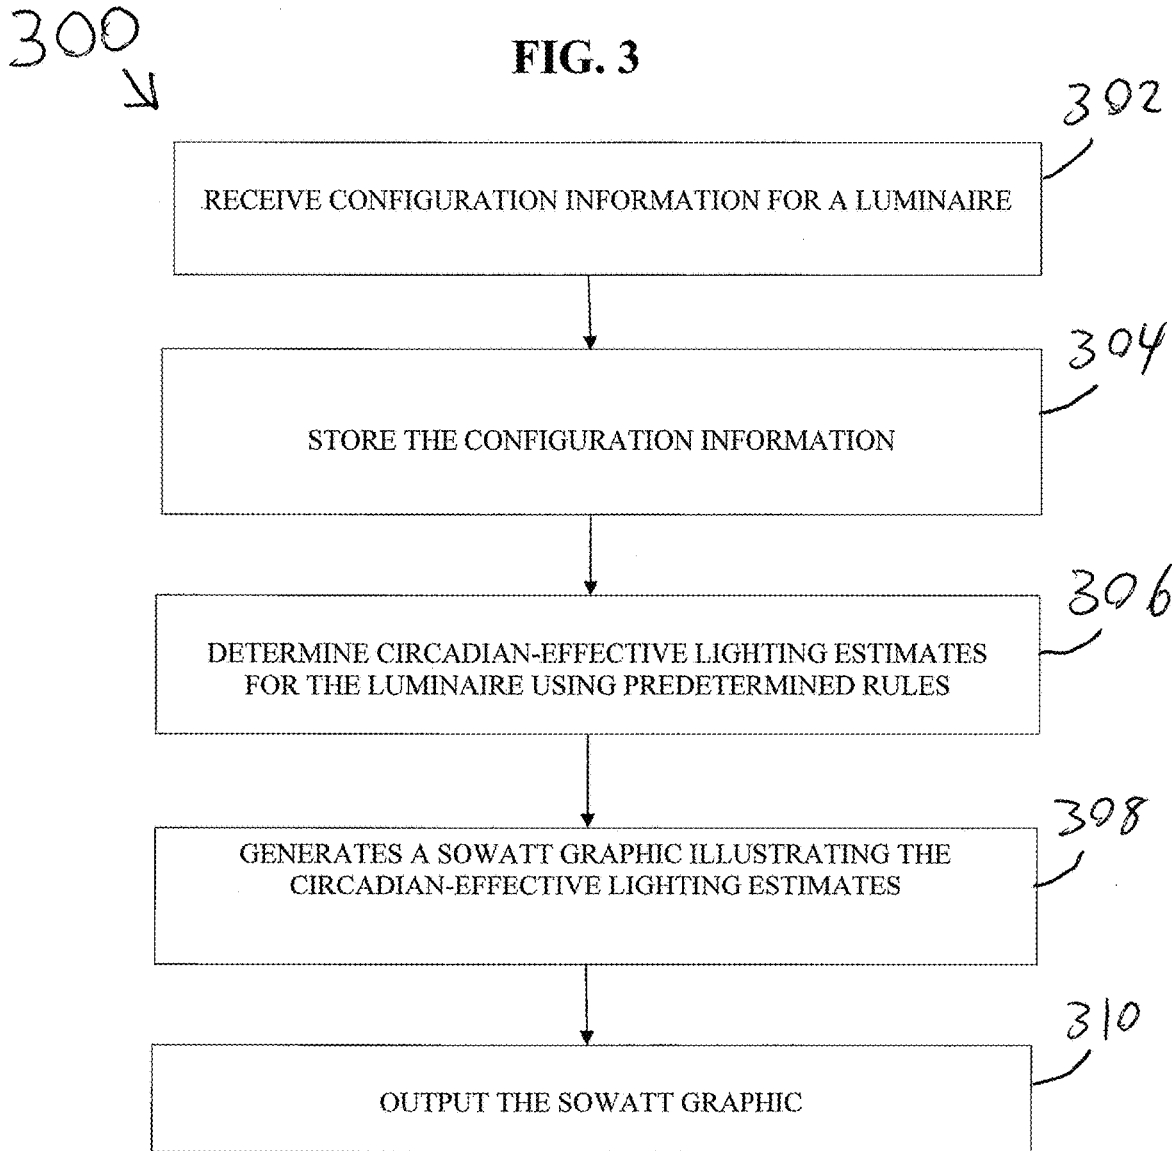 300
FIG. 3
302
RECEIVE CONFIGURATION INFORMATION FOR A LUMINAIRE
304
STORE THE CONFIGURATION INFORMATION
306
DETERMINE CIRCADIAN-EFFECTIVE LIGHTING ESTIMATES
FOR THE LUMINAIRE USING PREDETERMINED RULES
308
GENERATES A SOWATT GRAPHIC ILLUSTRATING THE
CIRCADIAN-EFFECTIVE LIGHTING ESTIMATES
310
OUTPUT THE SOWATT GRAPHIC